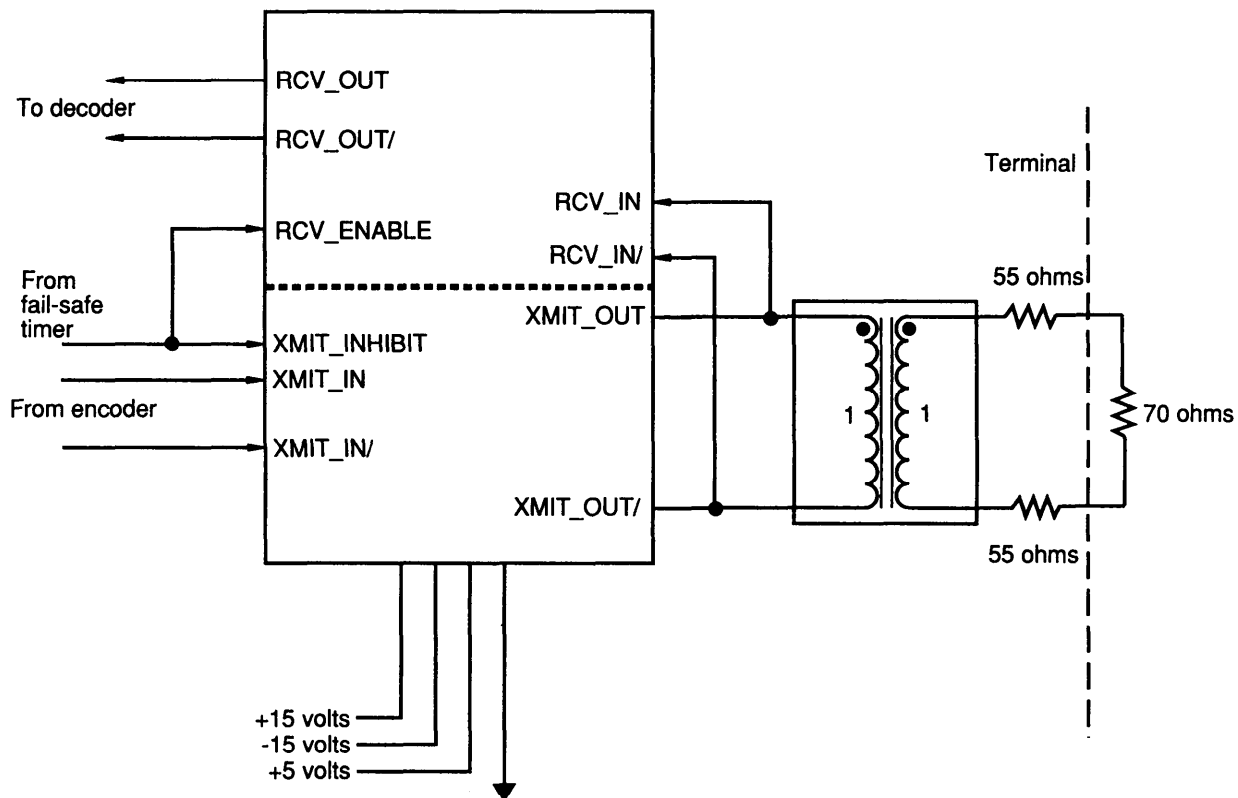 RCV_OUT
To decoder
RCV_OUT/
Terminal
RCV_IN
RCV_ENABLE
RCV_IN/
55 ohms
From
fail-safe
timer
XMIT_OUT
XMIT_INHIBIT
XMIT_IN
From encoder
1
1
70 ohms
XMIT_IN/
XMIT_OUT/
55 ohms
+15 volts
-15 volts
+5 volts